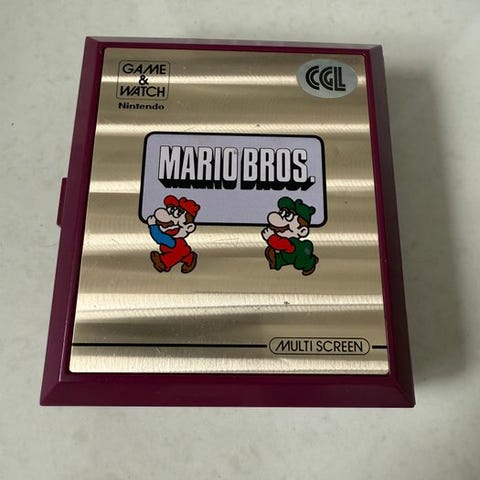 GAME
&
WATCH
Nintendo
CGL
MARIO BROS.
MULTI SCREEN